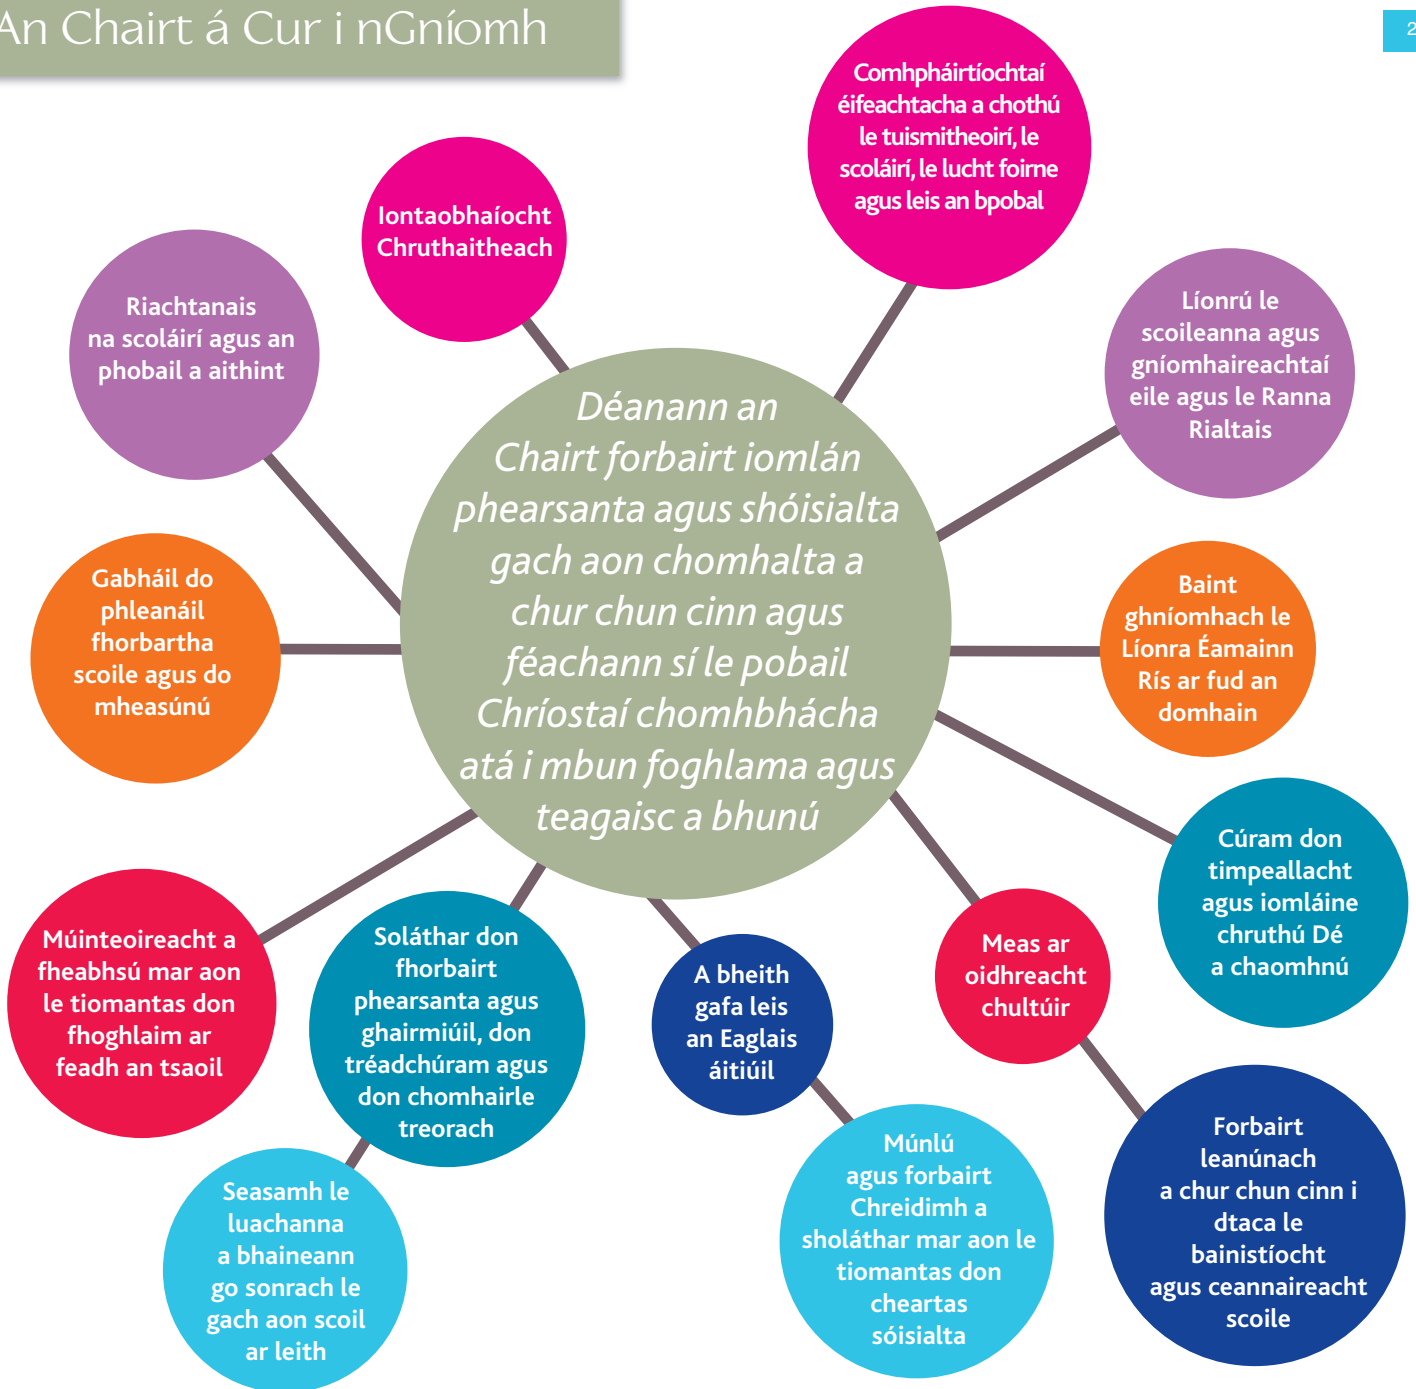 An Chairt á Cur i nGníomh
2
Comhpháirtíochtaí
éifeachtacha a chothú
le tuismitheoirí, le
scoláirí, le lucht foirne
agus leis an bpobal
Iontaobhaíocht
Chruthaitheach
Riachtanais
na scoláirí agus an
phobail a aithint
Líonrú le
scoileanna agus
gníomhaireachtaí
eile agus le Ranna
Rialtais
Déanann an
Chairt forbairt iomlán
phearsanta agus shóisialta
gach aon chomhalta a
chur chun cinn agus
féachann sí le pobail
Chríostaí chomhbhácha
atá i mbun foghlama agus
teagaisc a bhunú
Gabháil do
phleanáil
fhorbartha
scoile agus do
mheasúnú
Baint
ghníomhach le
Líonra Éamainn
Rís ar fud an
domhain
Cúram don
timpeallacht
agus iomláine
chruthú Dé
a chaomhnú
Múinteoireacht a
fheabhsú mar aon
le tiomantas don
fhoghlaim ar
feadh an tsaoil
Soláthar don
fhorbairt
phearsanta agus
ghairmiúil, don
tréadchúram agus
don chomhairle
treorach
A bheith
gafa leis
an Eaglais
áitiúil
Meas ar
oidhreacht
chultúir
Seasamh le
luachanna
a bhaineann
go sonrach le
gach aon scoil
ar leith
Múnlú
agus forbairt
Chreidimh a
sholáthar mar aon le
tiomantas don
cheartas
sóisialta
Forbairt
leanúnach
a chur chun cinn i
dtaca le
bainistíocht
agus ceannaireacht
scoile